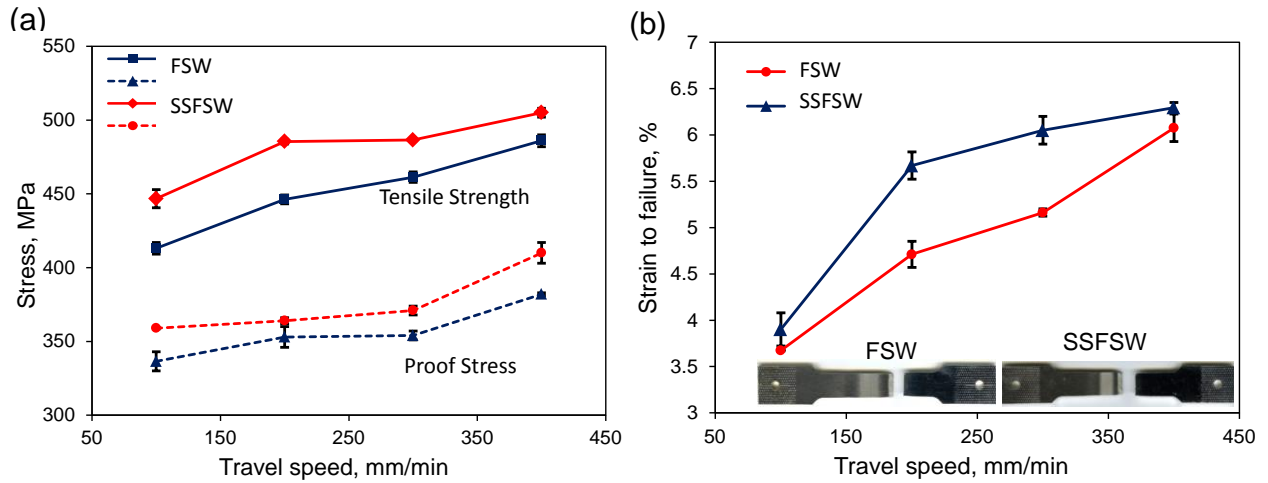 (a)
550
500
450
400
350
300
Stress, MPa
FSW
SSFSW
Tensile Strength
Proof Stress
50
150
250
350
450
Travel speed, mm/min
(b)
7
6.5
6
5.5
5
4.5
4
3.5
3
Strain to failure, %
FSW
SSFSW
FSW
SSFSW
50
150
250
350
450
Travel speed, mm/min